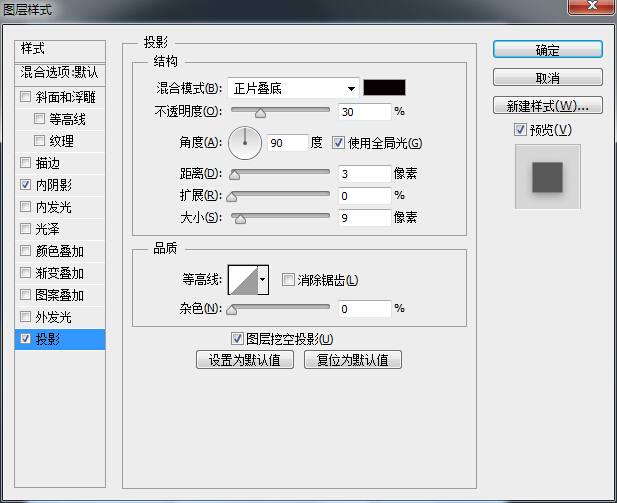 图层样式
样式
混合选项:默认
斜面和浮雕
等高线
纹理
描边
内阴影
内发光
光泽
颜色叠加
渐变叠加
图案叠加
外发光
投影
投影
结构
混合模式(B): 正片叠底
不透明度(O): 30 %
角度(A): 90 度 使用全局光(G)
距离(D): 3 像素
扩展(R): 0 %
大小(S): 9 像素
品质
等高线: 消除锯齿(L)
杂色(N): 0 %
图层挖空投影(U)
设置为默认值 复位为默认值
确定
取消
新建样式(W)...
预览(V)